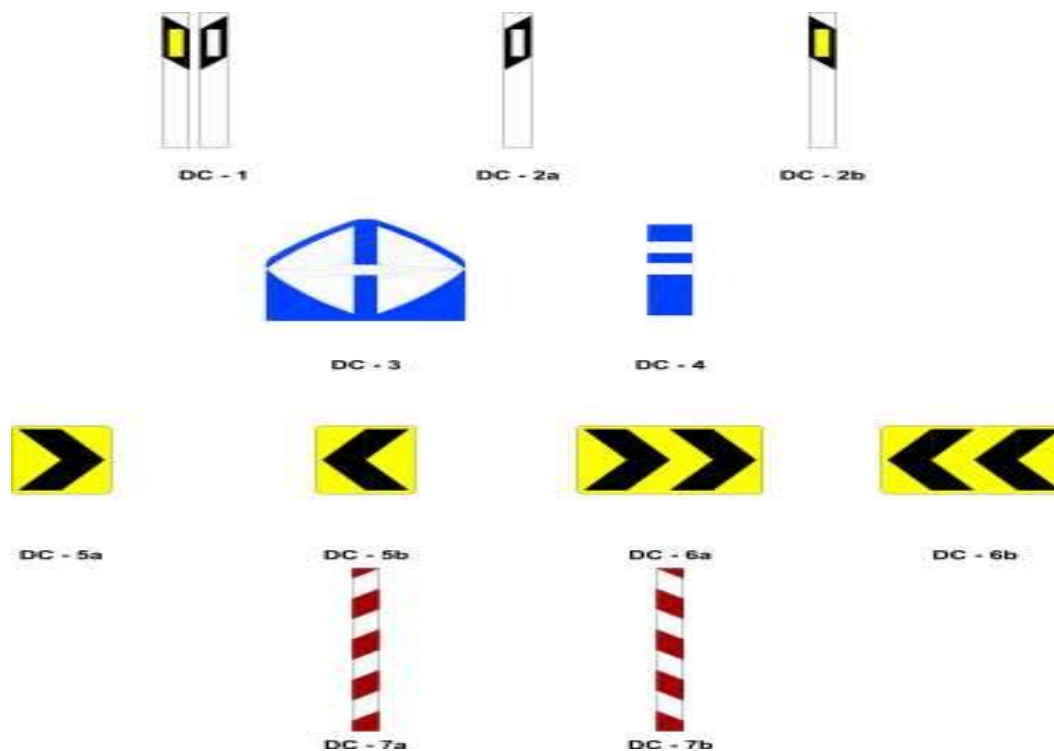 DC - 1 DC - 2a DC - 2b
DC - 3 DC - 4
DC - 5a DC - 5b DC - 6a DC - 6b
DC - 7a DC - 7b